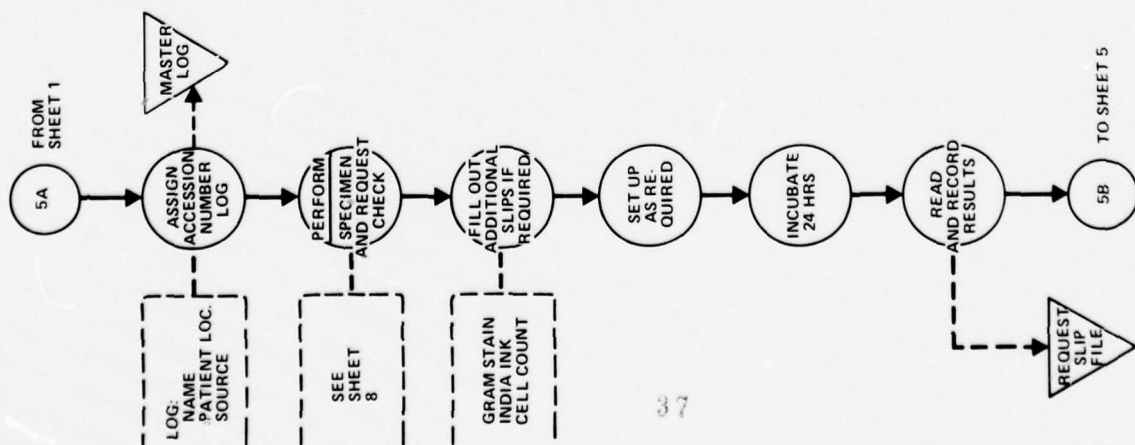 5A
FROM
SHEET 1
MASTER
LOG
ASSIGN
ACCESSION
NUMBER
LOG
LOG:
NAME
PATIENT LOC.
SOURCE
PERFORM
SPECIMEN
AND REQUEST
CHECK
SEE
SHEET
8
FILL OUT
ADDITIONAL
SLIPS IF
REQUIRED
GRAM STAIN
INDIA INK
CELL COUNT
SET UP
AS RE-
QUIRED
INCUBATE
24 HRS
READ
AND RECORD
RESULTS
REQUEST
SLIP
FILE
5B
TO SHEET 5
37